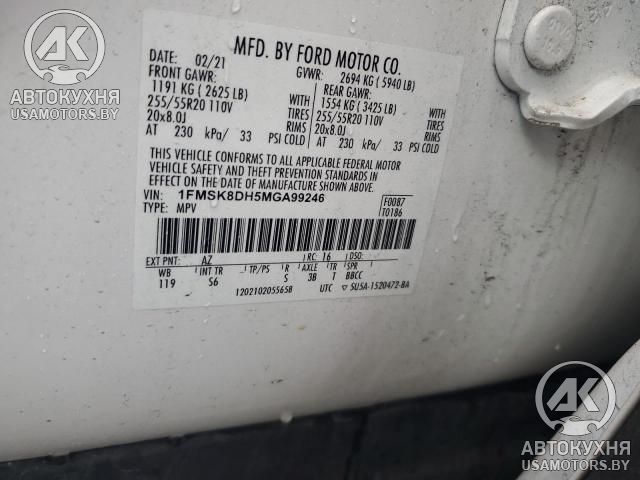 AK
АВТОКУХНЯ
USAMOTORS.BY
MFD. BY FORD MOTOR CO.
DATE: 02/21 GVWR: 2694 KG ( 5940 LB)
FRONT GAWR: REAR GAWR:
1191 KG ( 2625 LB) WITH 1554 KG ( 3425 LB) WITH
255/55R20 110V TIRES 255/55R20 110V TIRES
20x8.0J RIMS 20x8.0J RIMS
AT 230 kPa/ 33 PSI COLD AT 230 kPa/ 33 PSI COLD
THIS VEHICLE CONFORMS TO ALL APPLICABLE FEDERAL MOTOR
VEHICLE SAFETY AND THEFT PREVENTION STANDARDS IN
EFFECT ON THE DATE OF MANUFACTURE SHOWN ABOVE.
VIN: 1FMSK8DH5MGA99246 F0087
TYPE: MPV T0186
EXT PNT: AZ RC: 16 DSO:
WB INT TR TP/PS R AXLE TR SPR
119 S6 S 3B T BBCC
1202102055658 UTC 5U5A-1520472-BA
AK
АВТОКУХНЯ
USAMOTORS.BY